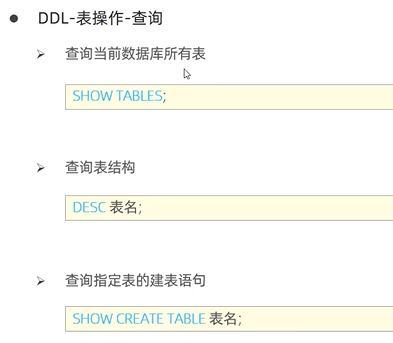 DDL-表操作-查询
查询当前数据库所有表
SHOW TABLES;
查询表结构
DESC 表名;
查询指定表的建表语句
SHOW CREATE TABLE 表名;